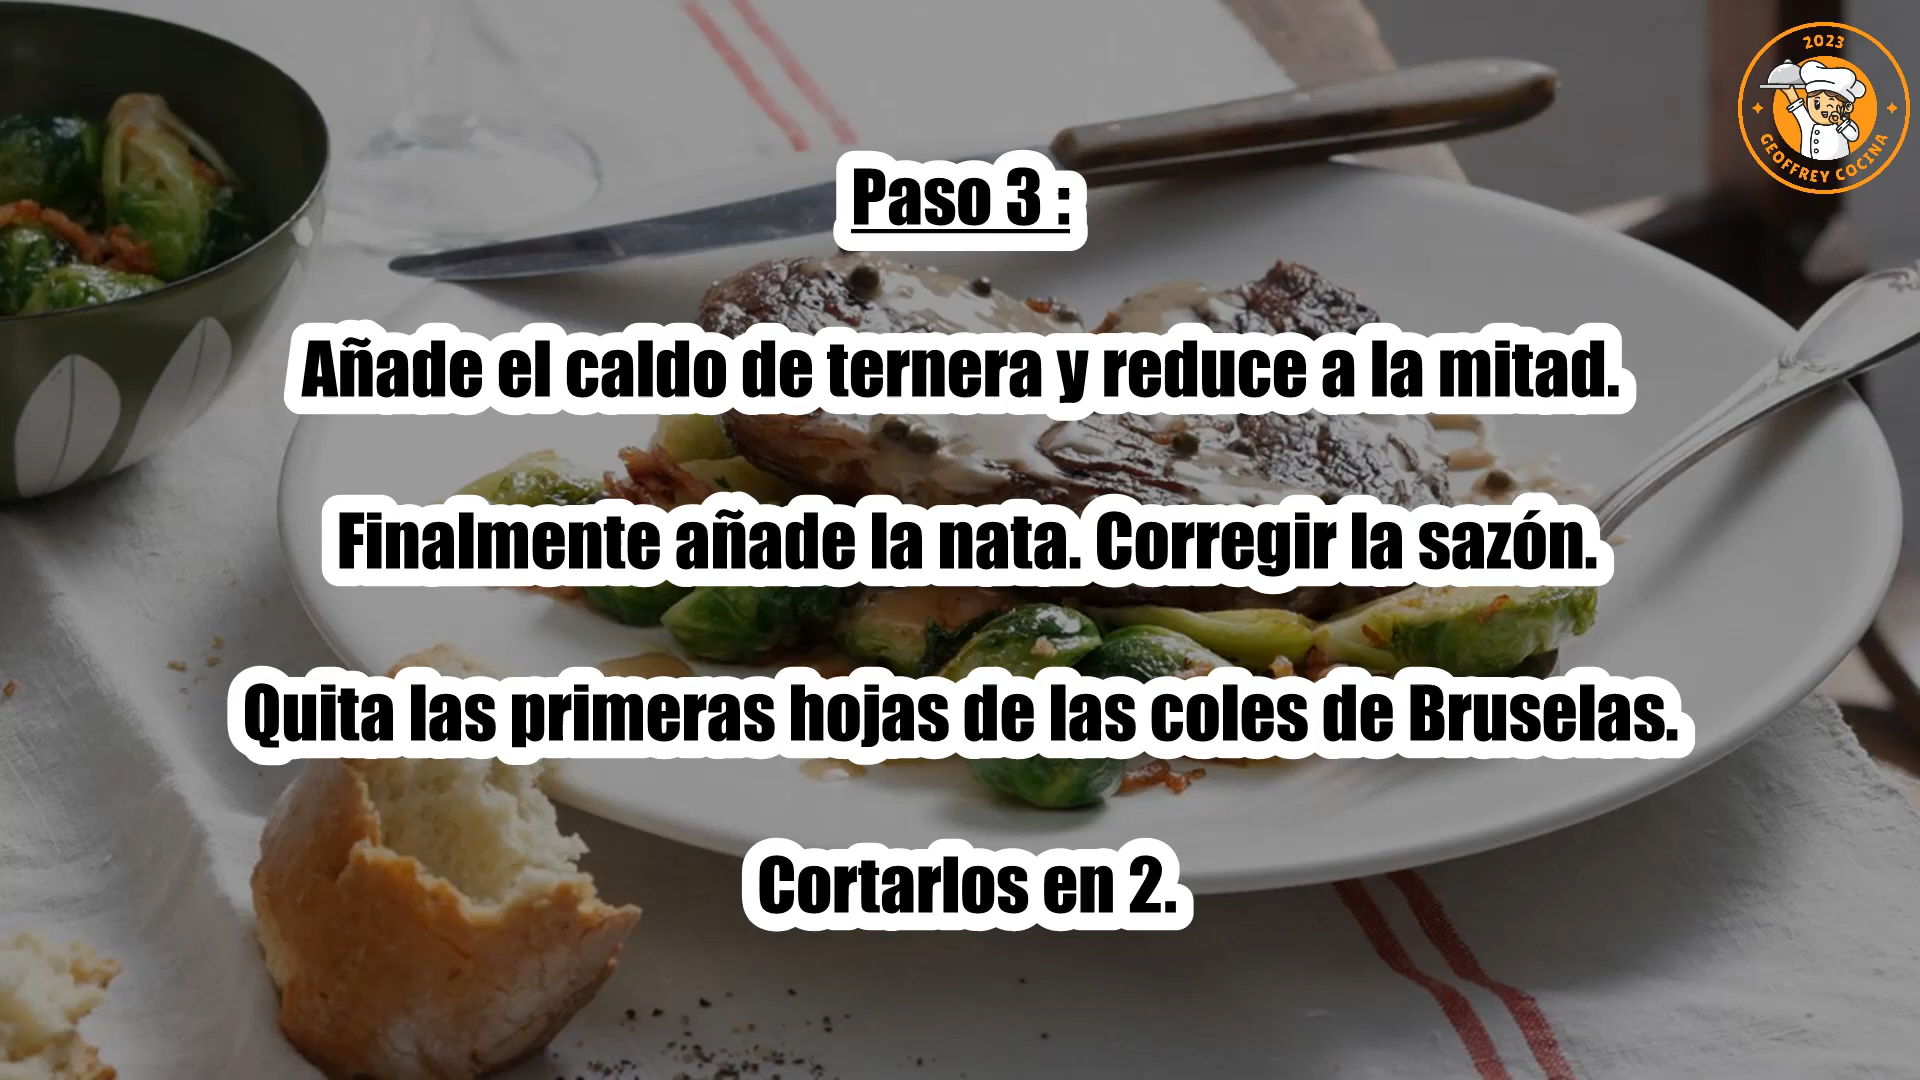 2023
GEOFFREY COCINA
Paso 3 :
Añade el caldo de ternera y reduce a la mitad.
Finalmente añade la nata. Corregir la sazón.
Quita las primeras hojas de las coles de Bruselas.
Cortarlos en 2.